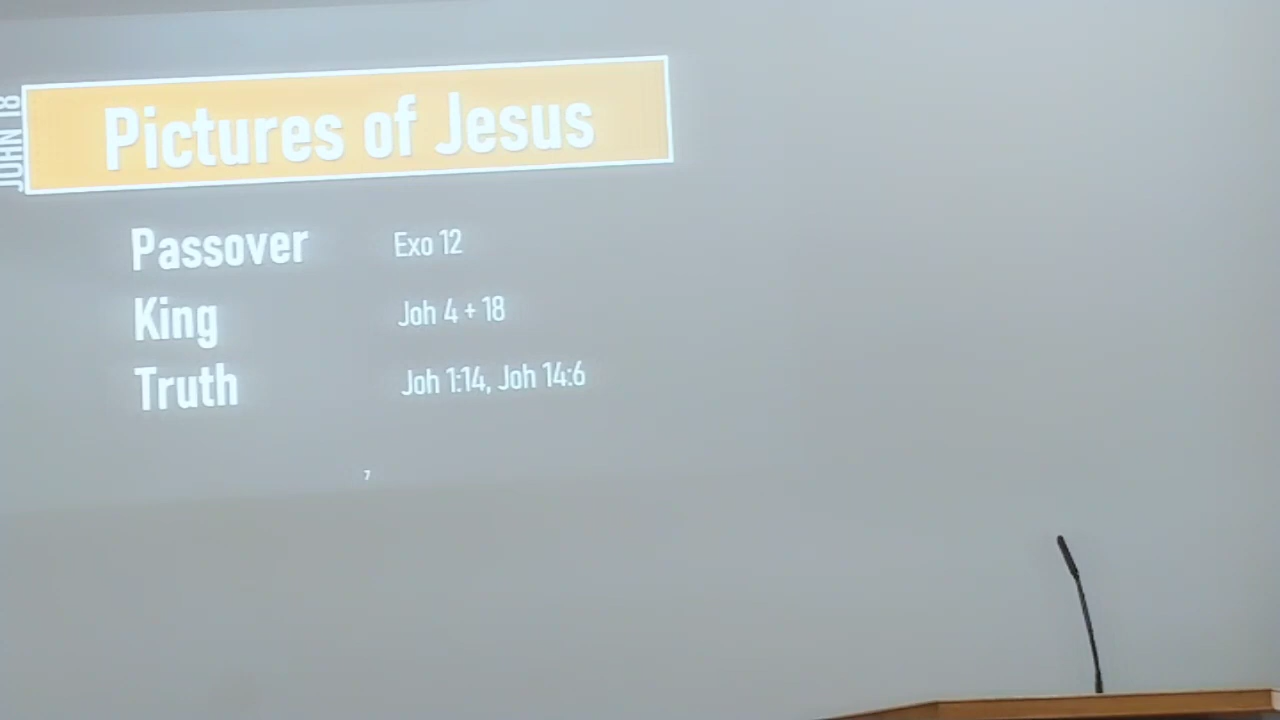 JOHN 18
Pictures of Jesus
Passover Exo 12
King Joh 4 + 18
Truth Joh 1:14, Joh 14:6
7